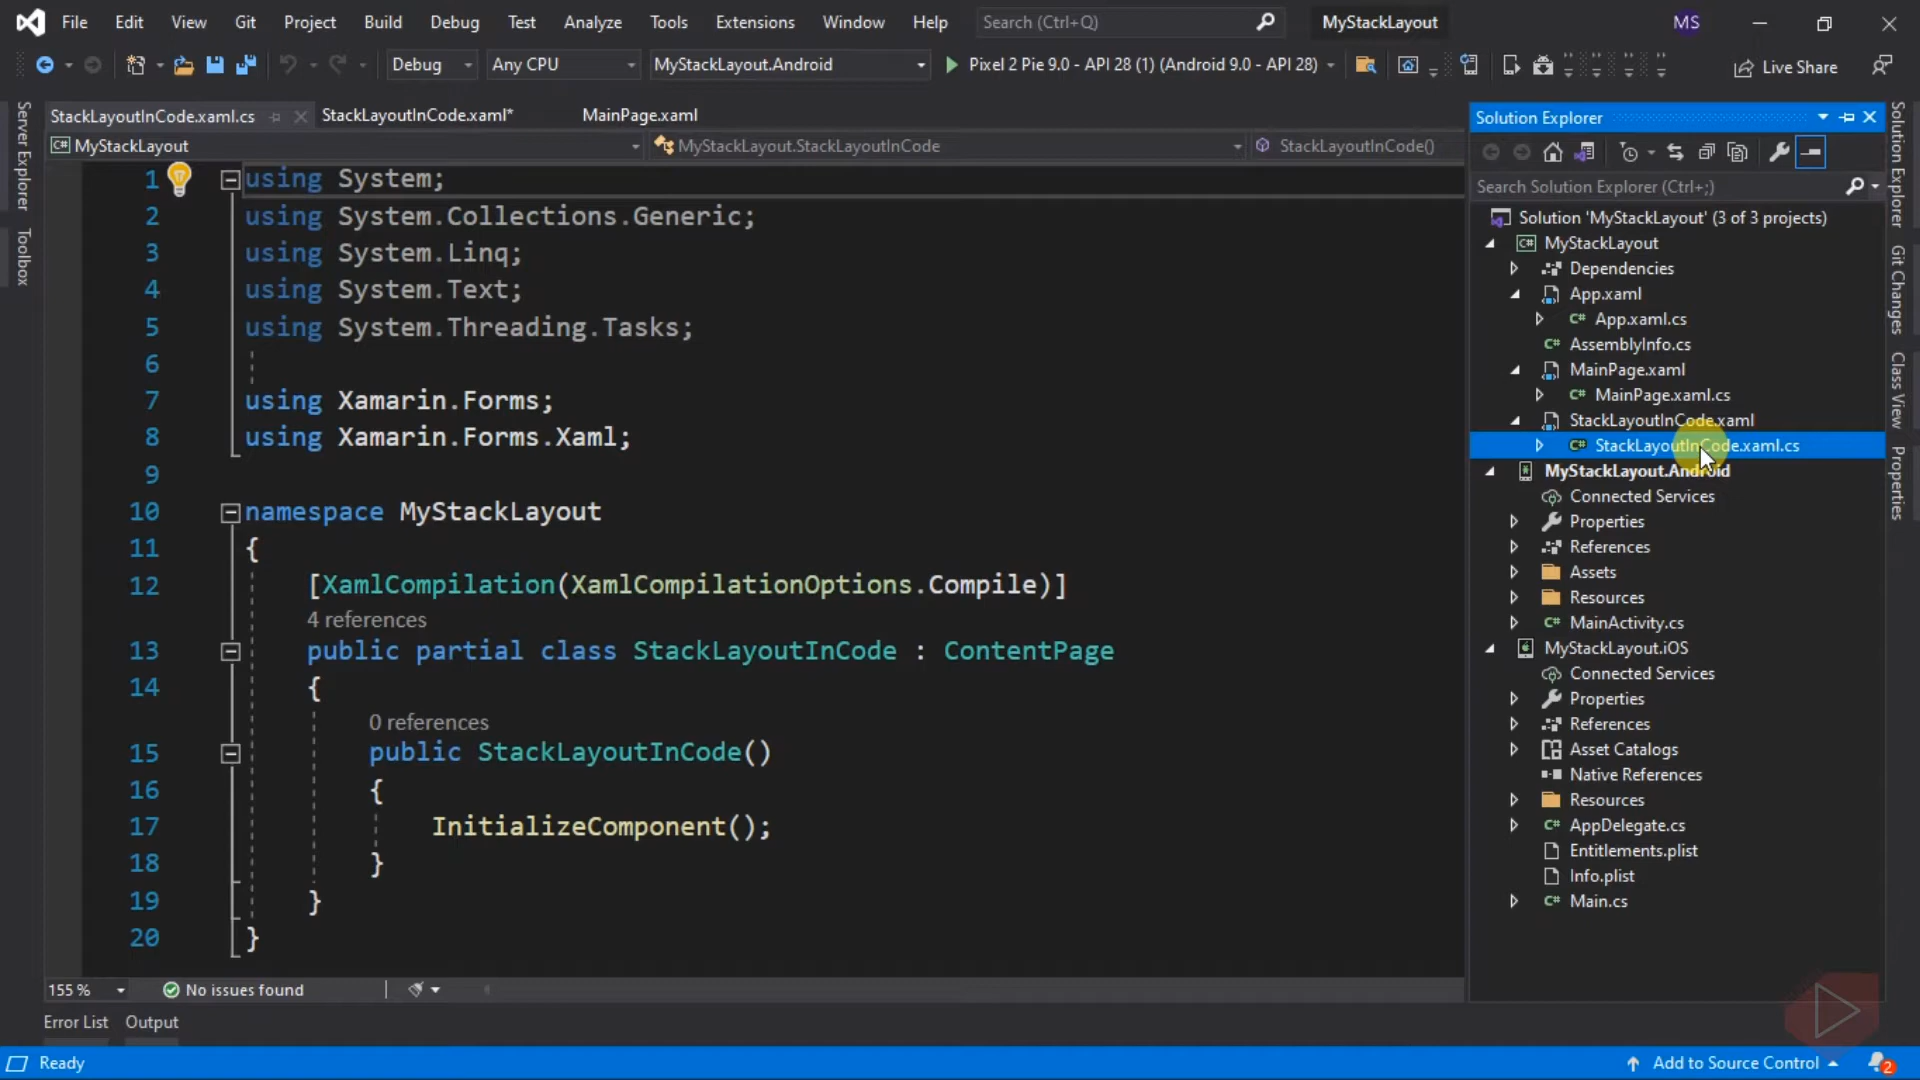 File Edit View Git Project Build Debug Test Analyze Tools Extensions Window Help Search (Ctrl+Q) MyStackLayout MS
Debug Any CPU MyStackLayout.Android Pixel 2 Pie 9.0 - API 28 (1) (Android 9.0 - API 28) Live Share
Server Explorer
Toolbox
StackLayoutInCode.xaml.cs StackLayoutInCode.xaml* MainPage.xaml
C# MyStackLayout MyStackLayout.StackLayoutInCode StackLayoutInCode()
1 using System;
2 using System.Collections.Generic;
3 using System.Linq;
4 using System.Text;
5 using System.Threading.Tasks;
6
7 using Xamarin.Forms;
8 using Xamarin.Forms.Xaml;
9
10 namespace MyStackLayout
11 {
12 [XamlCompilation(XamlCompilationOptions.Compile)]
4 references
13 public partial class StackLayoutInCode : ContentPage
14 {
0 references
15 public StackLayoutInCode()
16 {
17 InitializeComponent();
18 }
19 }
20 }
155 % No issues found
Error List Output
Ready
Solution Explorer
Search Solution Explorer (Ctrl+;)
Solution 'MyStackLayout' (3 of 3 projects)
C# MyStackLayout
Dependencies
App.xaml
C# App.xaml.cs
C# AssemblyInfo.cs
MainPage.xaml
C# MainPage.xaml.cs
StackLayoutInCode.xaml
C# StackLayoutInCode.xaml.cs
MyStackLayout.Android
Connected Services
Properties
References
Assets
Resources
C# MainActivity.cs
MyStackLayout.iOS
Connected Services
Properties
References
Asset Catalogs
Native References
Resources
C# AppDelegate.cs
Entitlements.plist
Info.plist
C# Main.cs
Solution Explorer
Git Changes
Class View
Properties
Add to Source Control 2